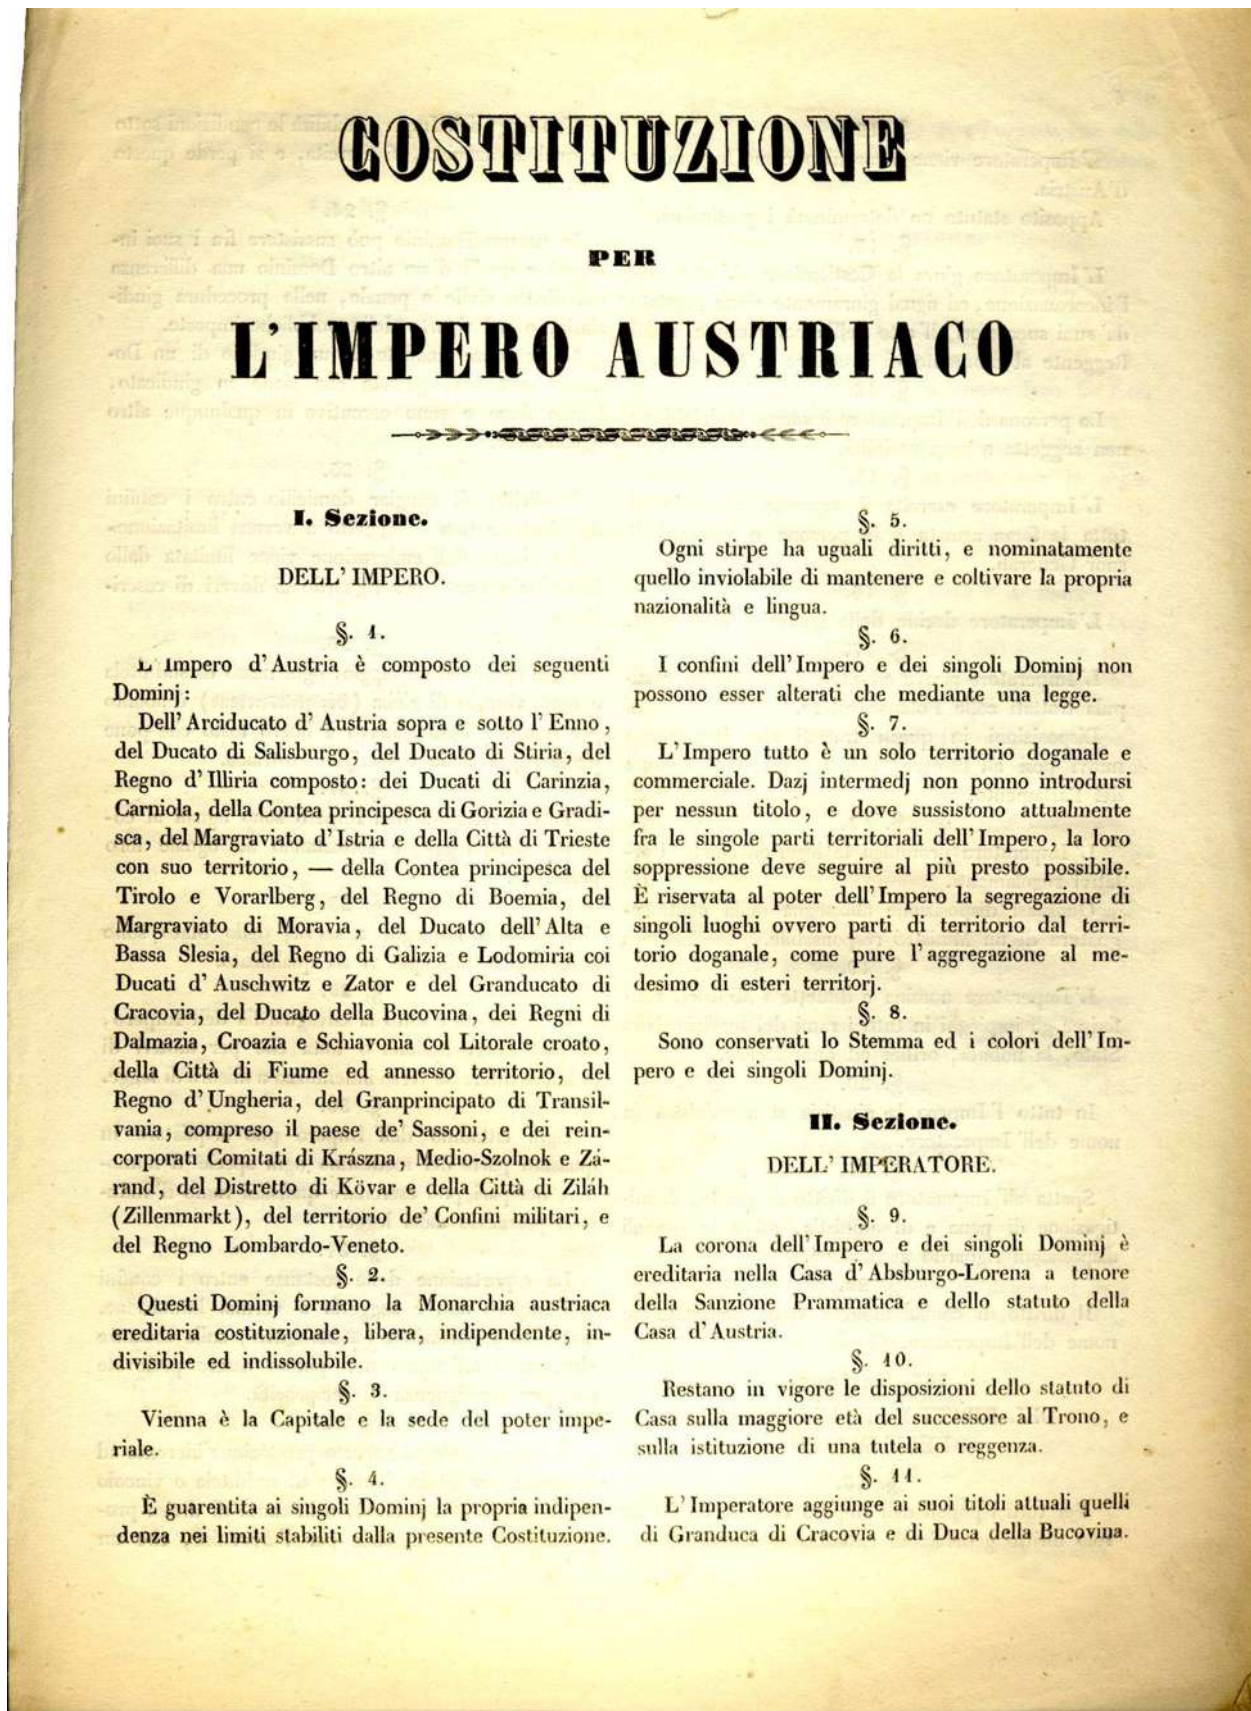 COSTITUZIONE
PER
L'IMPERO AUSTRIACO
I. Sezione.
DELL' IMPERO.
§. 1.
L' Impero d' Austria è composto dei seguenti
Dominj:
Dell' Arciducato d' Austria sopra e sotto l' Enno,
del Ducato di Salisburgo, del Ducato di Stiria, del
Regno d' Illiria composto: dei Ducati di Carinzia,
Carniola, della Contea principesca di Gorizia e Gradi-
sca, del Margraviato d' Istria e della Città di Trieste
con suo territorio, — della Contea principesca del
Tirolo e Vorarlberg, del Regno di Boemia, del
Margraviato di Moravia, del Ducato dell' Alta e
Bassa Slesia, del Regno di Galizia e Lodomiria coi
Ducati d' Auschwitz e Zator e del Granducato di
Cracovia, del Ducato della Bucovina, dei Regni di
Dalmazia, Croazia e Schiavonia col Litorale croato,
della Città di Fiume ed annesso territorio, del
Regno d' Ungheria, del Granprincipato di Transil-
vania, compreso il paese de' Sassoni, e dei rein-
corporati Comitati di Krászna, Medio-Szolnok e Zá-
rand, del Distretto di Kövar e della Città diZiláh
(Zillenmarkt), del territorio de' Confini militari, e
del Regno Lombardo-Veneto.
§. 2.
Questi Dominj formano la Monarchia austriaca
ereditaria costituzionale, libera, indipendente, in-
divisibile ed indissolubile.
§. 3.
Vienna è la Capitale e la sede del poter impe-
riale.
§. 4.
È guarentita ai singoli Dominj la propria indipen-
denza nei limiti stabiliti dalla presente Costituzione.
§. 5.
Ogni stirpe ha uguali diritti, e nominatamente
quello inviolabile di mantenere e coltivare la propria
nazionalità e lingua.
§. 6.
I confini dell' Impero e dei singoli Dominj non
possono esser alterati che mediante una legge.
§. 7.
L' Impero tutto è un solo territorio doganale e
commerciale. Dazj intermedj non ponno introdursi
per nessun titolo, e dove sussistono attualmente
fra le singole parti territoriali dell' Impero, la loro
soppressione deve seguire al più presto possibile.
È riservata al poter dell' Impero la segregazione di
singoli luoghi ovvero parti di territorio dal terri-
torio doganale, come pure l' aggregazione al me-
desimo di esteri territorj.
§. 8.
Sono conservati lo Stemma ed i colori dell' Im-
pero e dei singoli Dominj.
II. Sezione.
DELL' IMPERATORE.
§. 9.
La corona dell' Impero e dei singoli Dominj è
ereditaria nella Casa d' Absburgo-Lorena a tenore
della Sanzione Prammatica e dello statuto della
Casa d' Austria.
§. 10.
Restano in vigore le disposizioni dello statuto di
Casa sulla maggiore età del successore al Trono, e
sulla istituzione di una tutela o reggenza.
§. 11.
L' Imperatore aggiunge ai suoi titoli attuali quelli
di Granduca di Cracovia e di Duca della Bucovina.